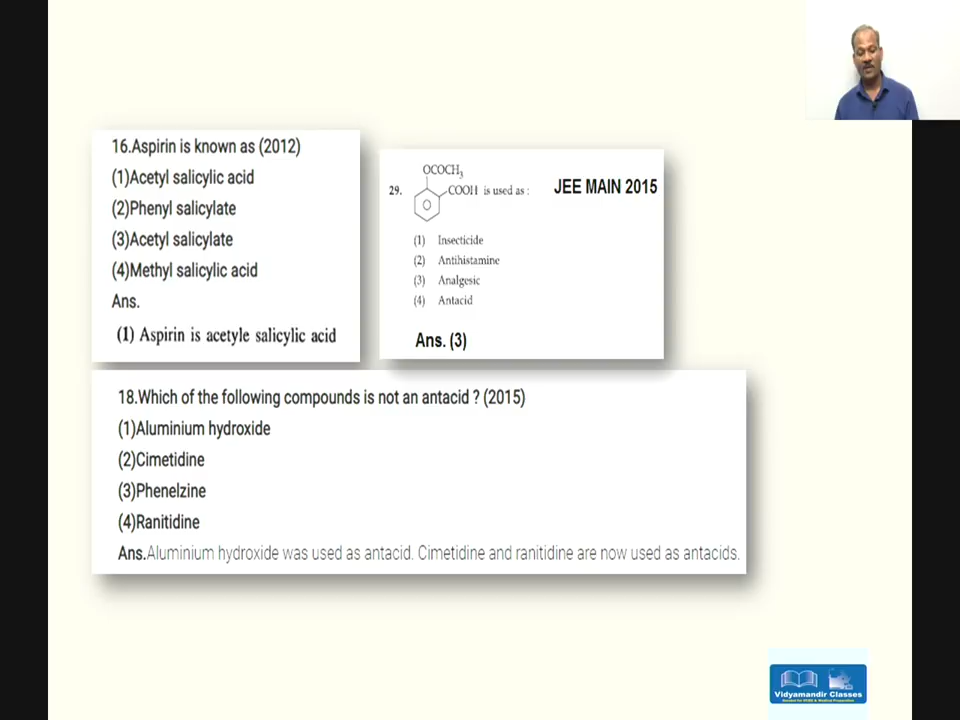 16.Aspirin is known as (2012)
(1)Acetyl salicylic acid
(2)Phenyl salicylate
(3)Acetyl salicylate
(4)Methyl salicylic acid
Ans.
(1) Aspirin is acetyle salicylic acid
OCOCH3
29. COOH is used as : JEE MAIN 2015
(1) Insecticide
(2) Antihistamine
(3) Analgesic
(4) Antacid
Ans. (3)
18.Which of the following compounds is not an antacid ? (2015)
(1)Aluminium hydroxide
(2)Cimetidine
(3)Phenelzine
(4)Ranitidine
Ans.Aluminium hydroxide was used as antacid. Cimetidine and ranitidine are now used as antacids.
Vidyamandir Classes